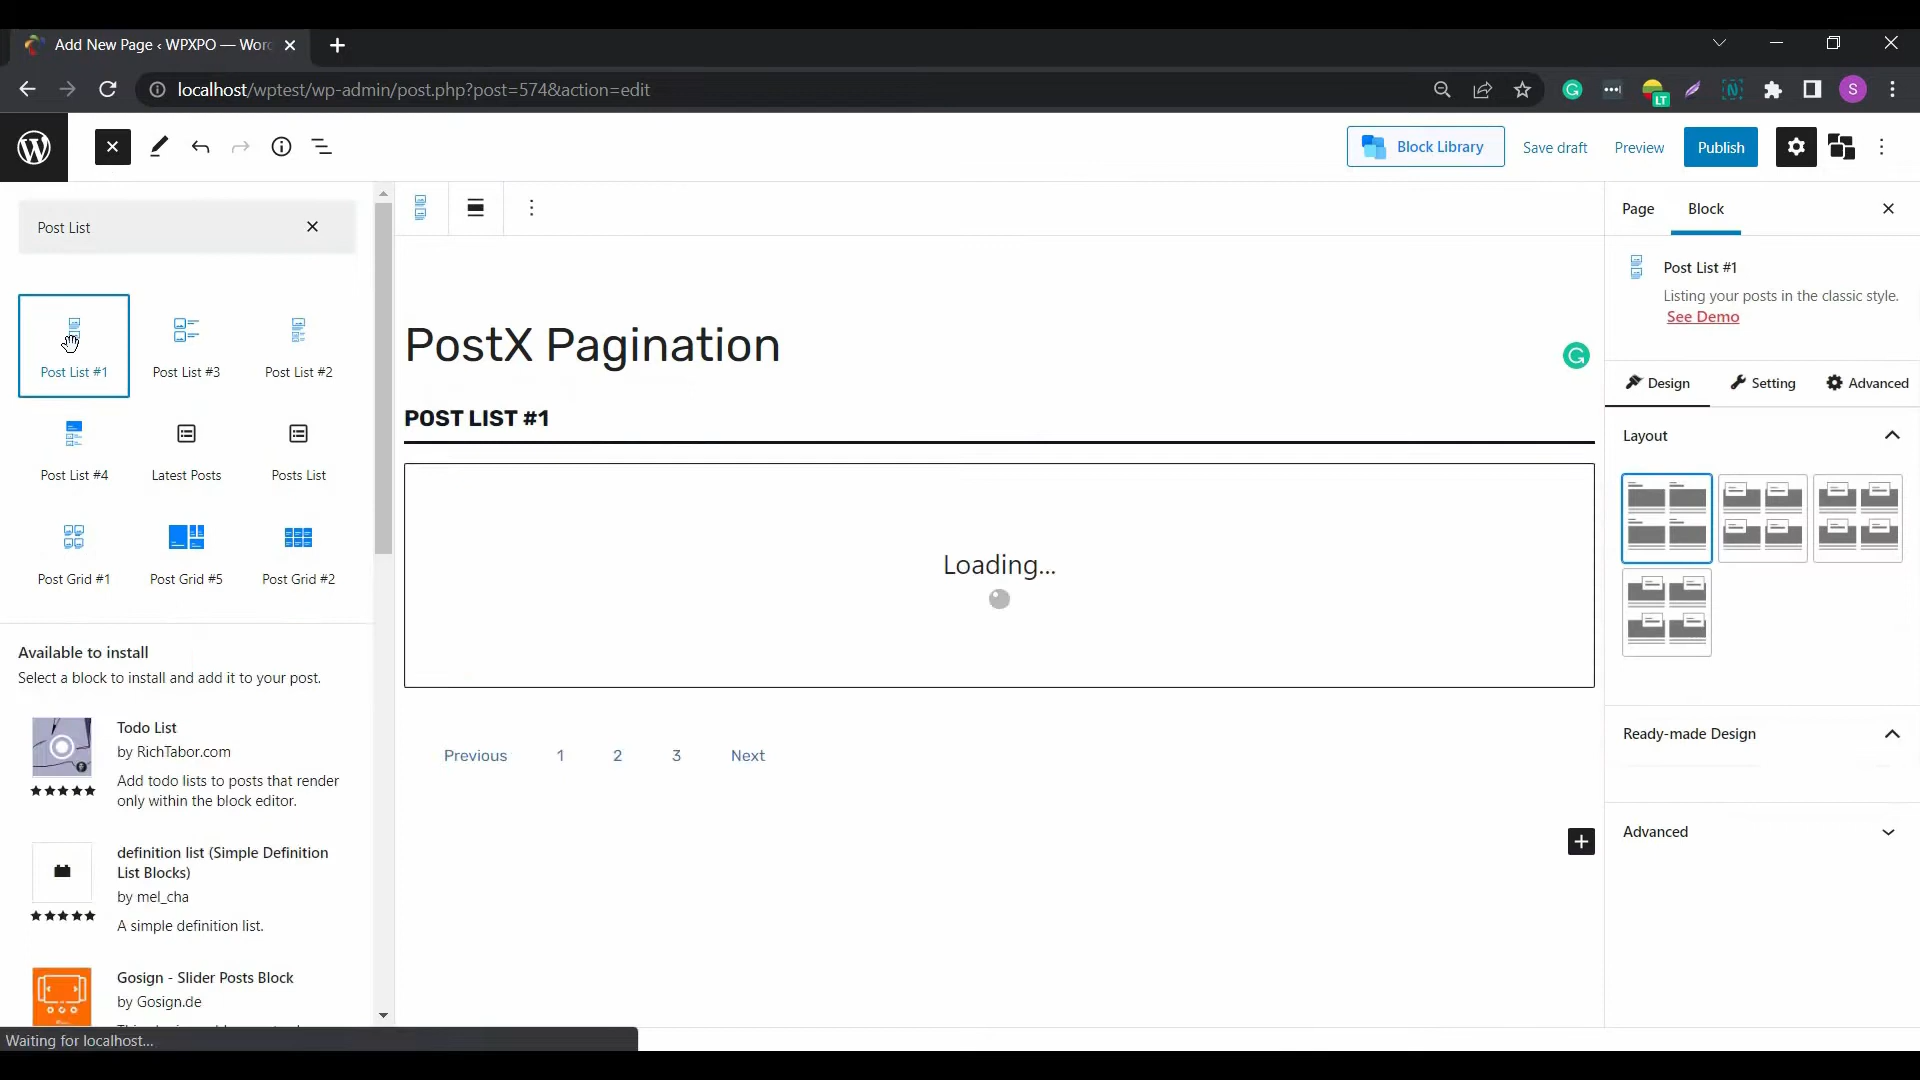 Add New Page ‹ WPXPO — Wor
localhost/wptest/wp-admin/post.php?post=574&action=edit
LT
S
Block Library
Save draft
Preview
Publish
Post List
Post List #1
Post List #3
Post List #2
Post List #4
Latest Posts
Posts List
Post Grid #1
Post Grid #5
Post Grid #2
Available to install
Select a block to install and add it to your post.
Todo List
by RichTabor.com
Add todo lists to posts that render
only within the block editor.
definition list (Simple Definition
List Blocks)
by mel_cha
A simple definition list.
Gosign - Slider Posts Block
by Gosign.de
Waiting for localhost...
PostX Pagination
POST LIST #1
Loading...
Previous 1 2 3 Next
Page Block
Post List #1
Listing your posts in the classic style.
See Demo
Design Setting Advanced
Layout
Ready-made Design
Advanced